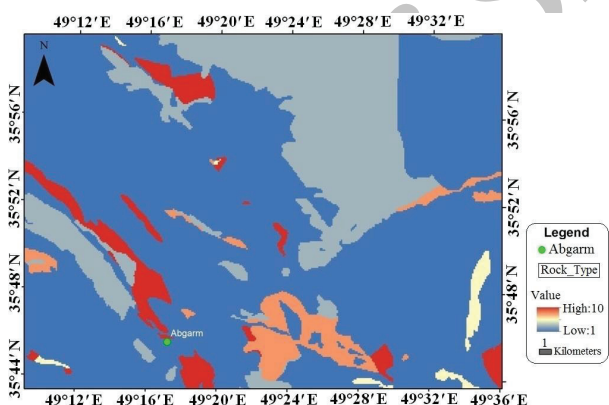 49°12′E 49°16′E 49°20′E 49°24′E 49°28′E 49°32′E
N
35°56′N 35°56′N
35°52′N 35°52′N
35°48′N 35°48′N
35°44′N
Abgarm
Legend
Abgarm
Rock_Type
Value
High:10
Low:1
1
Kilometers
49°12′E 49°16′E 49°20′E 49°24′E 49°28′E 49°32′E 49°36′E